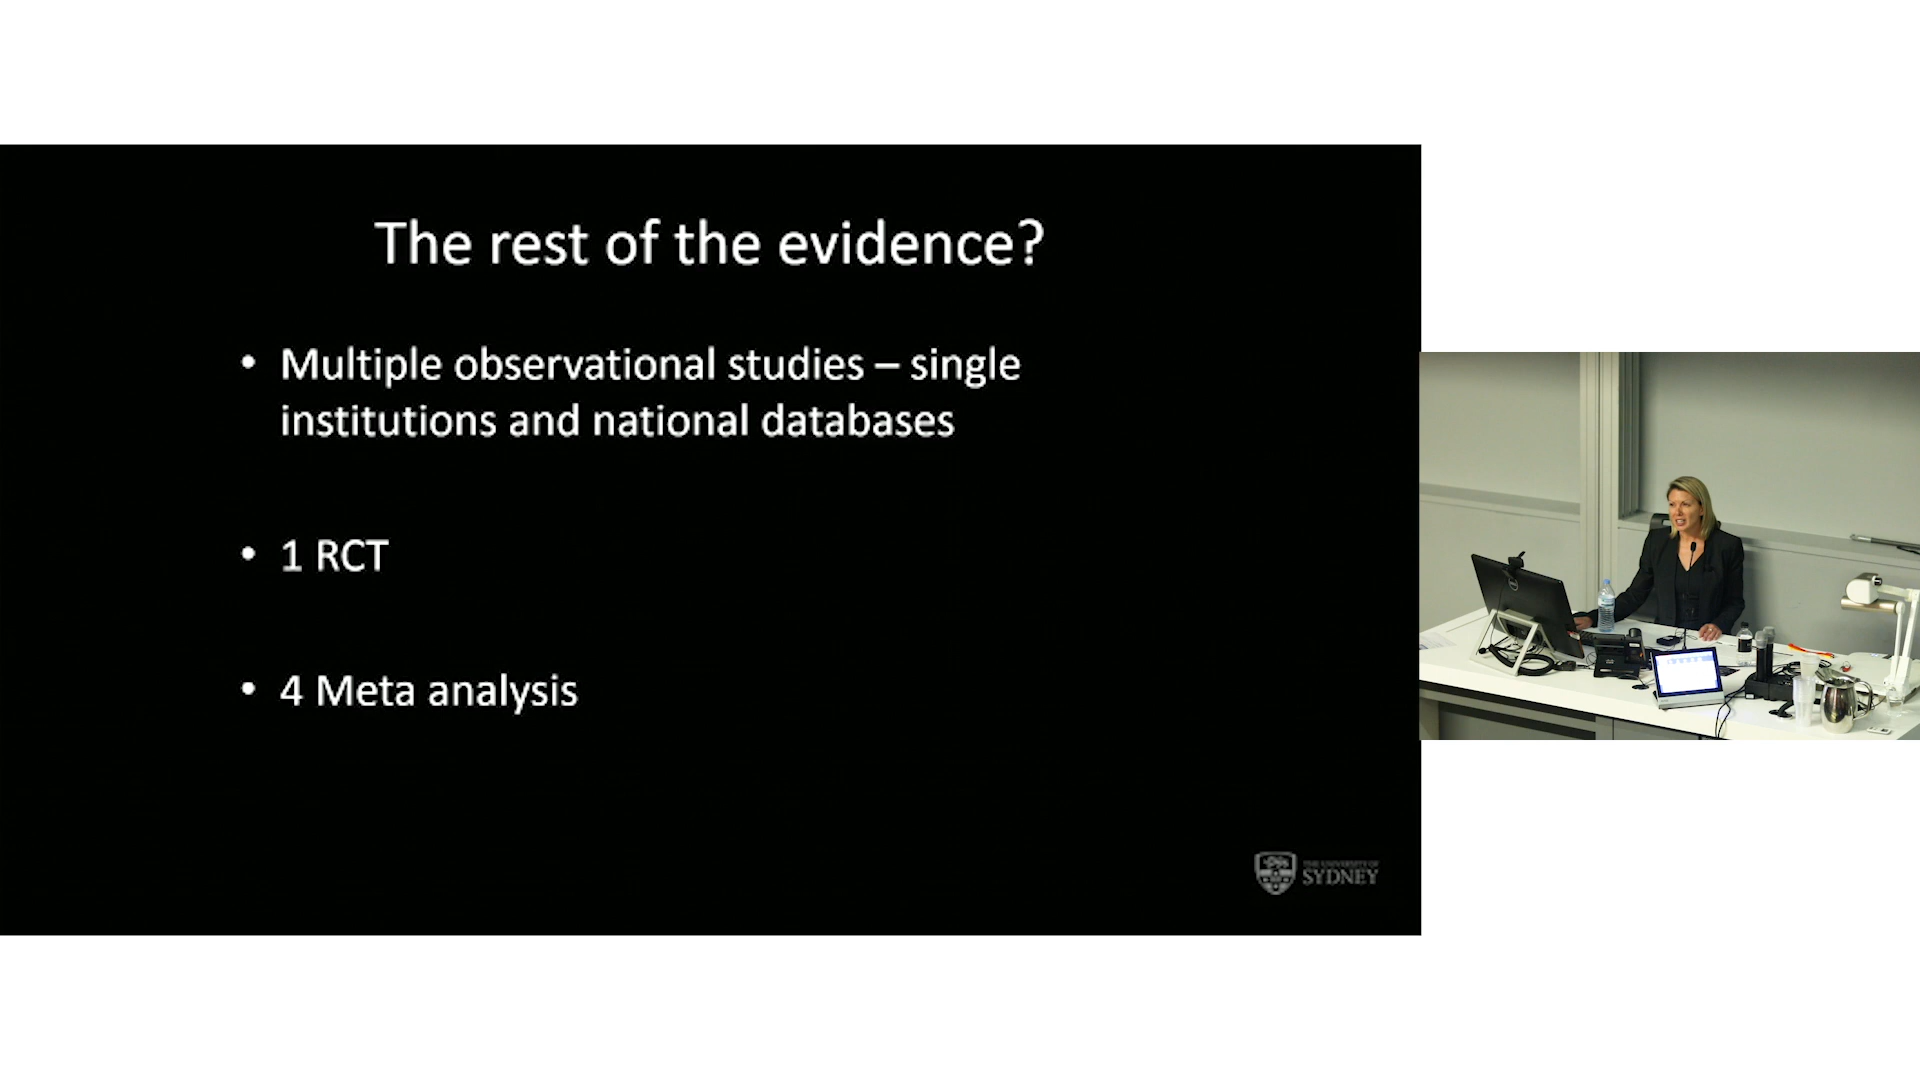 The rest of the evidence?
• Multiple observational studies – single
institutions and national databases
• 1 RCT
• 4 Meta analysis
THE UNIVERSITY OF
SYDNEY